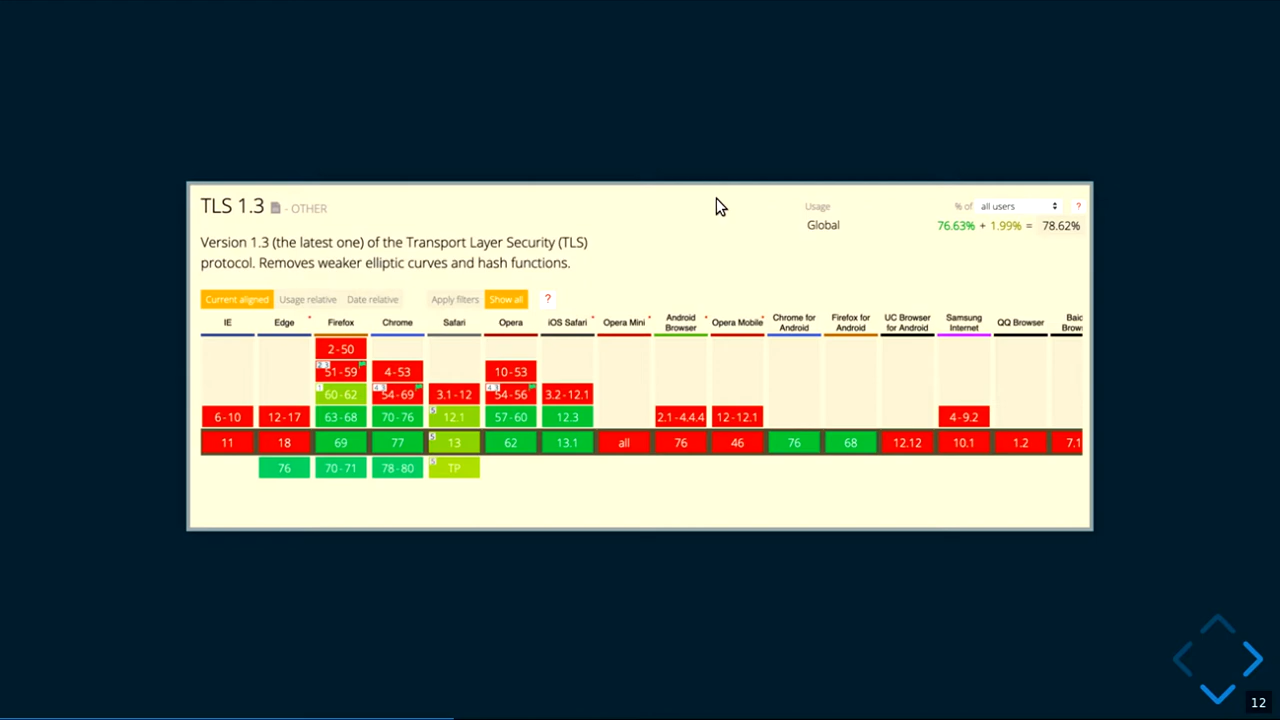 TLS 1.3 - OTHER
Usage % of all users ?
Global 76.63% + 1.99% = 78.62%
Version 1.3 (the latest one) of the Transport Layer Security (TLS)
protocol. Removes weaker elliptic curves and hash functions.
Current aligned Usage relative Date relative Apply filters Show all ?
IE Edge * Firefox Chrome Safari Opera iOS Safari * Opera Mini * Android Browser * Opera Mobile * Chrome for Android Firefox for Android UC Browser for Android Samsung Internet QQ Browser
2-50
51-59 4-53 10-53
60-62 54-69 3.1-12 54-56 3.2-12.1
6-10 12-17 63-68 70-76 12.1 57-60 12.3 2.1-4.4.4 12-12.1 4-9.2
11 18 69 77 13 62 13.1 all 76 46 76 68 12.12 10.1 1.2 7.1
76 70-71 78-80 TP
12